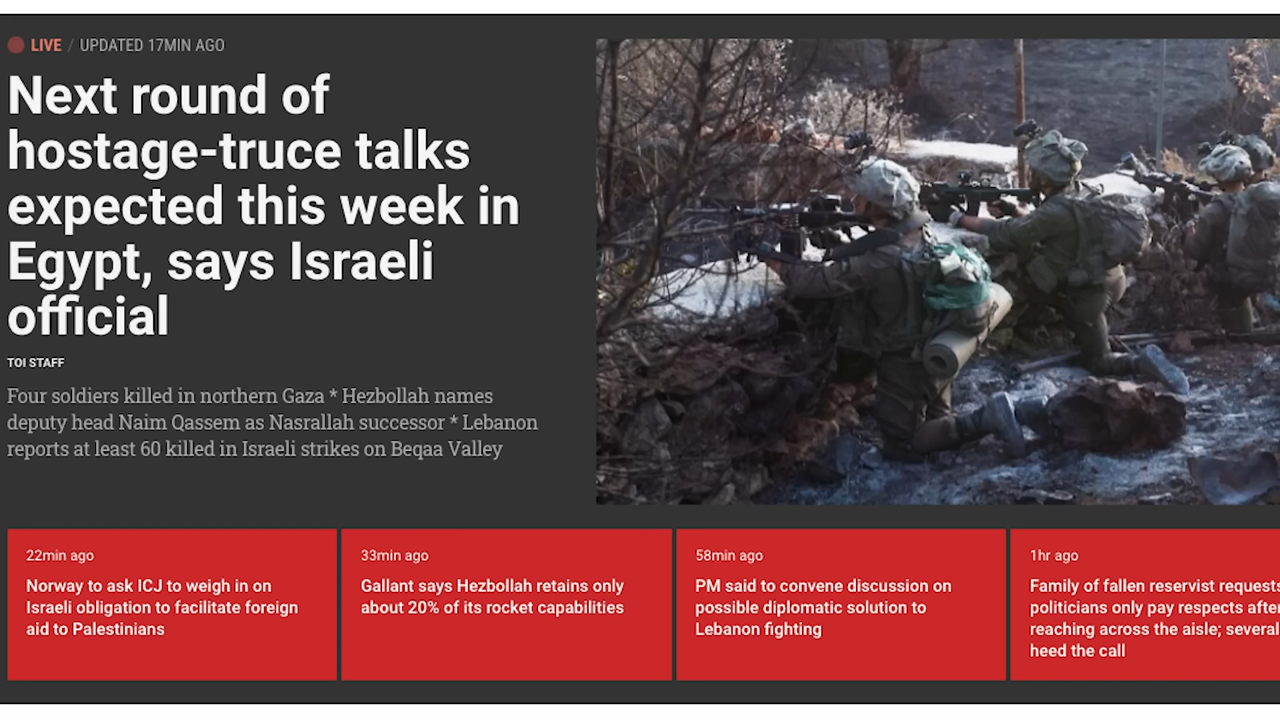 LIVE / UPDATED 17MIN AGO
Next round of
hostage-truce talks
expected this week in
Egypt, says Israeli
official
TOI STAFF
Four soldiers killed in northern Gaza * Hezbollah names
deputy head Naim Qassem as Nasrallah successor * Lebanon
reports at least 60 killed in Israeli strikes on Beqaa Valley
22min ago
Norway to ask ICJ to weigh in on
Israeli obligation to facilitate foreign
aid to Palestinians
33min ago
Gallant says Hezbollah retains only
about 20% of its rocket capabilities
58min ago
PM said to convene discussion on
possible diplomatic solution to
Lebanon fighting
1hr ago
Family of fallen reservist requests
politicians only pay respects after
reaching across the aisle; several
heed the call